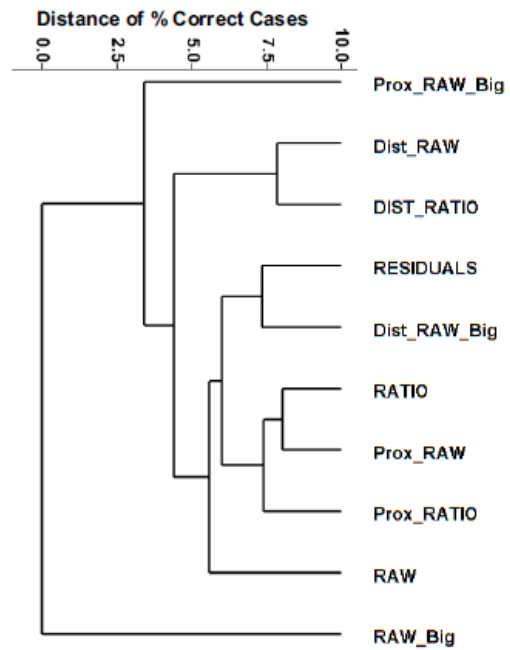 Distance of % Correct Cases
0.0
2.5
5.0
7.5
10.0
Prox_RAW_Big
Dist_RAW
DIST_RATIO
RESIDUALS
Dist_RAW_Big
RATIO
Prox_RAW
Prox_RATIO
RAW
RAW_Big